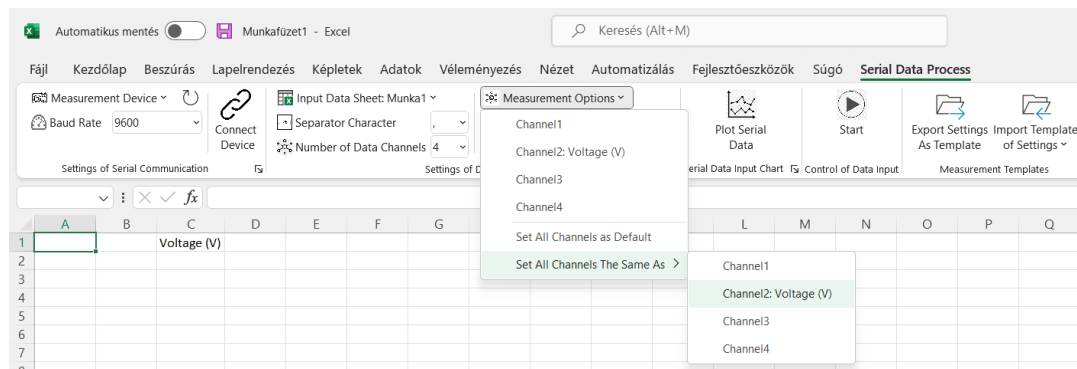 Automatikus mentés Munkafüzet1 - Excel Keresés (Alt+M)
Fájl Kezdőlap Beszúrás Lapelrendezés Képletek Adatok Véleményezés Nézet Automatizálás Fejlesztőeszközök Súgó Serial Data Process
Measurement Device Input Data Sheet: Munka1 Measurement Options
Baud Rate 9600 Separator Character ,
Number of Data Channels 4
Connect
Device
Plot Serial
Data
Start
Export Settings
As Template
Import Template
of Settings
Settings of Serial Communication Settings of D erial Data Input Chart Control of Data Input Measurement Templates
Channel1
Channel2: Voltage (V)
Channel3
Channel4
Set All Channels as Default
Set All Channels The Same As
Channel1
Channel2: Voltage (V)
Channel3
Channel4
fx
A B C D E F G L M N O P Q
1 Voltage (V)
2
3
4
5
6
7